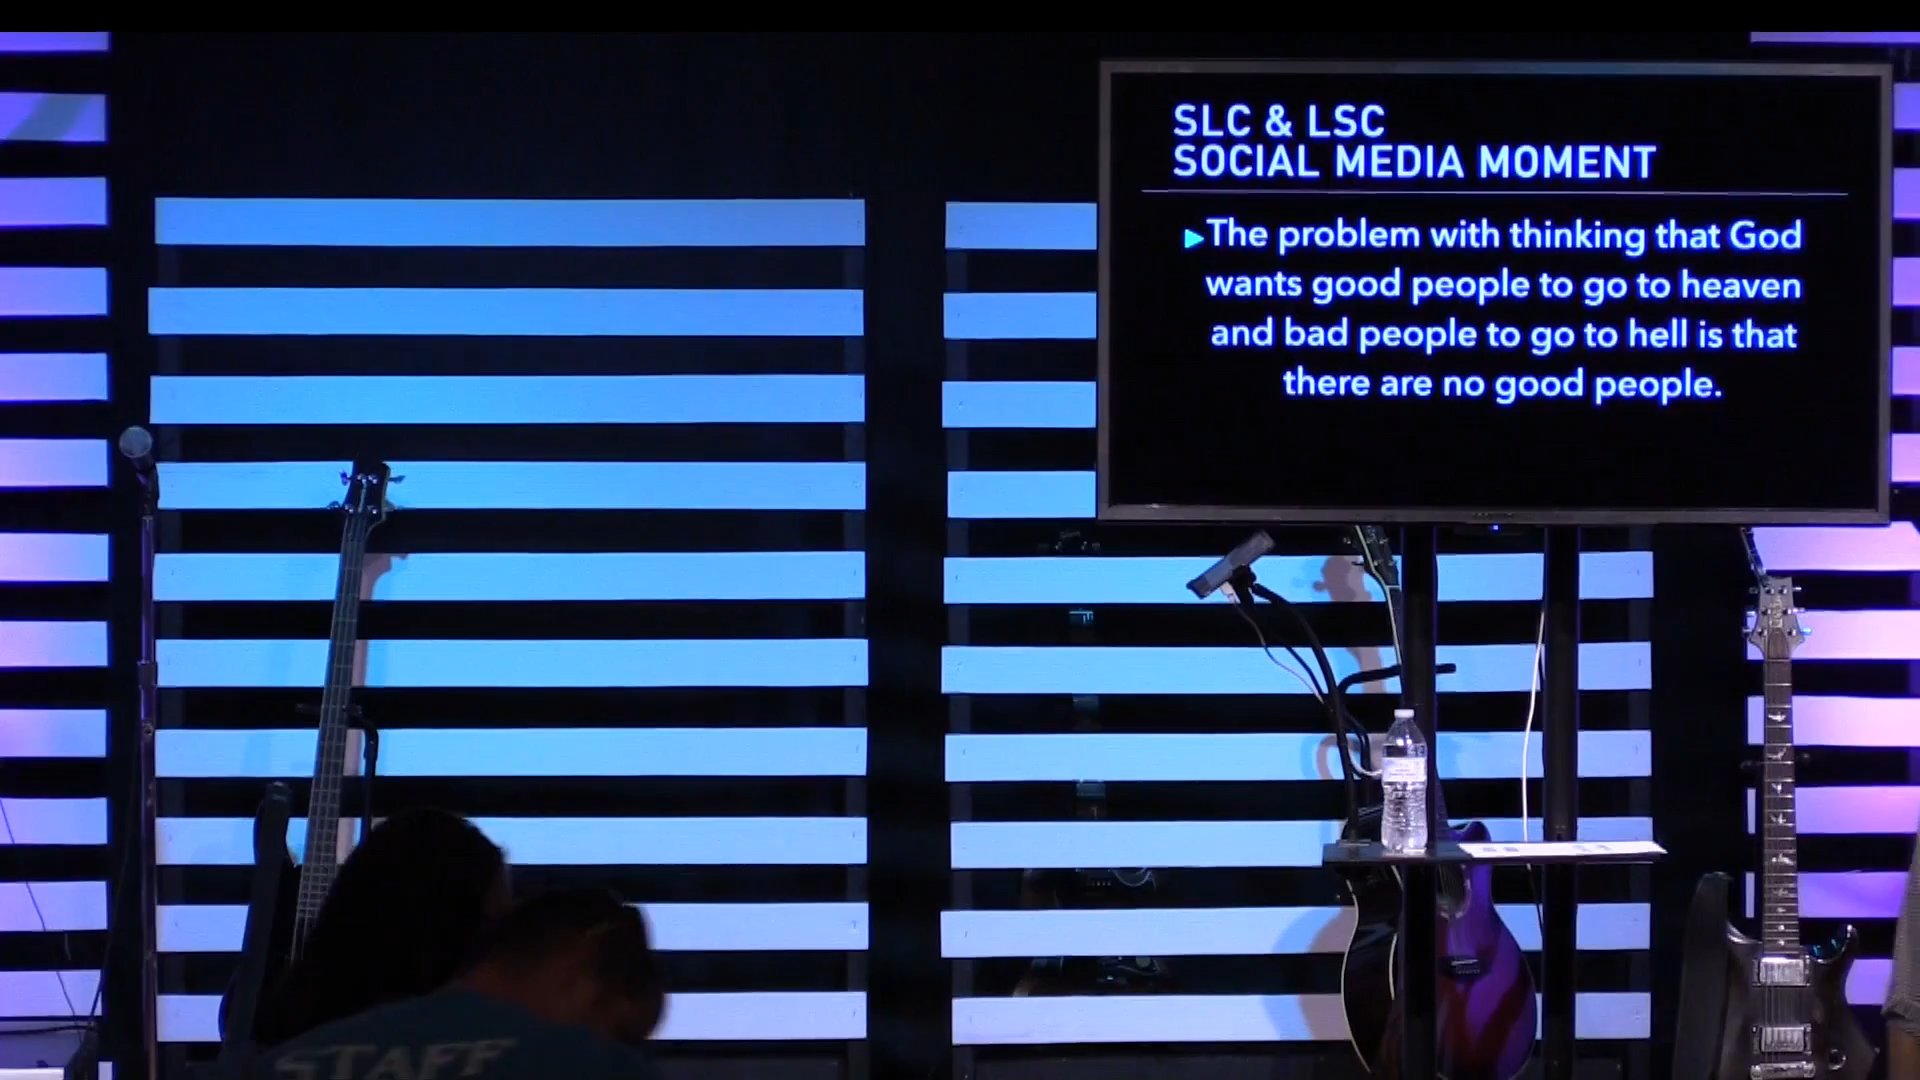 SLC & LSC
SOCIAL MEDIA MOMENT
The problem with thinking that God
wants good people to go to heaven
and bad people to go to hell is that
there are no good people.
STAFF